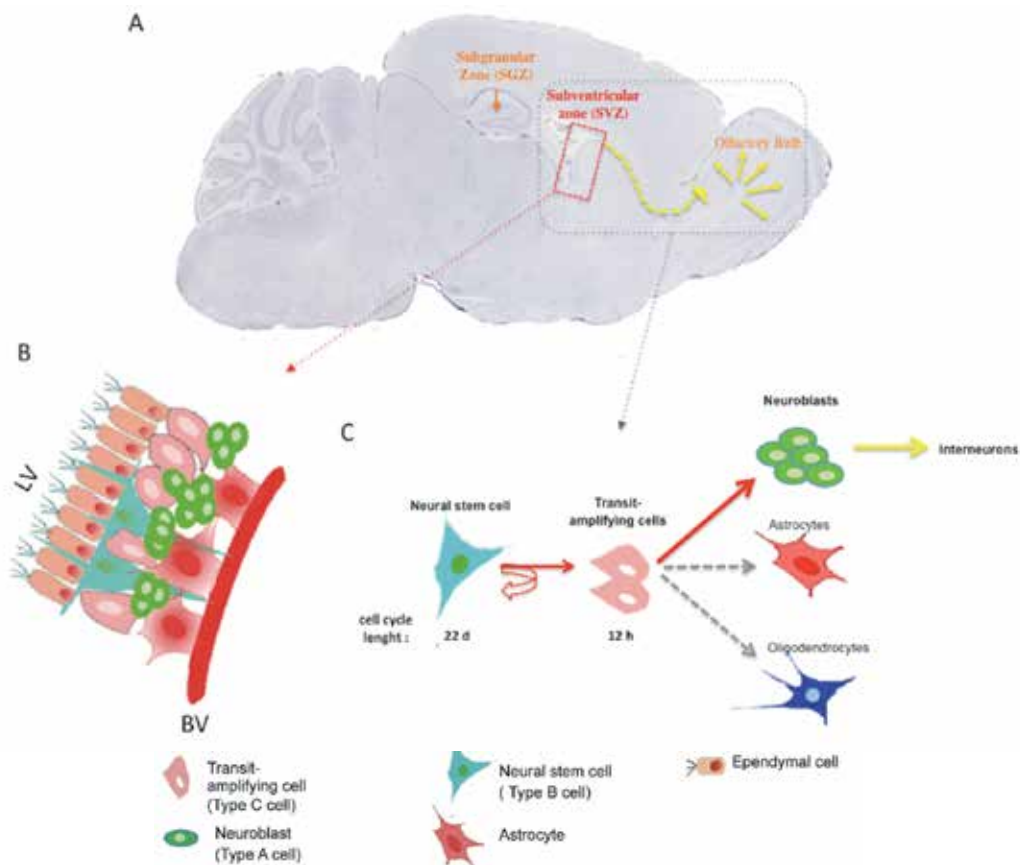 A
Subgranular
Zone (SGZ)
Subventricular
zone (SVZ)
Olfactory Bulb
B
LV
BV
C
Neuroblasts
Interneurons
Neural stem cell
Transit-
amplifying cells
Astrocytes
cell cycle
lenght :
22 d
12 h
Oligodendrocytes
Transit-
amplifying cell
(Type C cell)
Neuroblast
(Type A cell)
Neural stem cell
( Type B cell)
Astrocyte
Ependymal cell